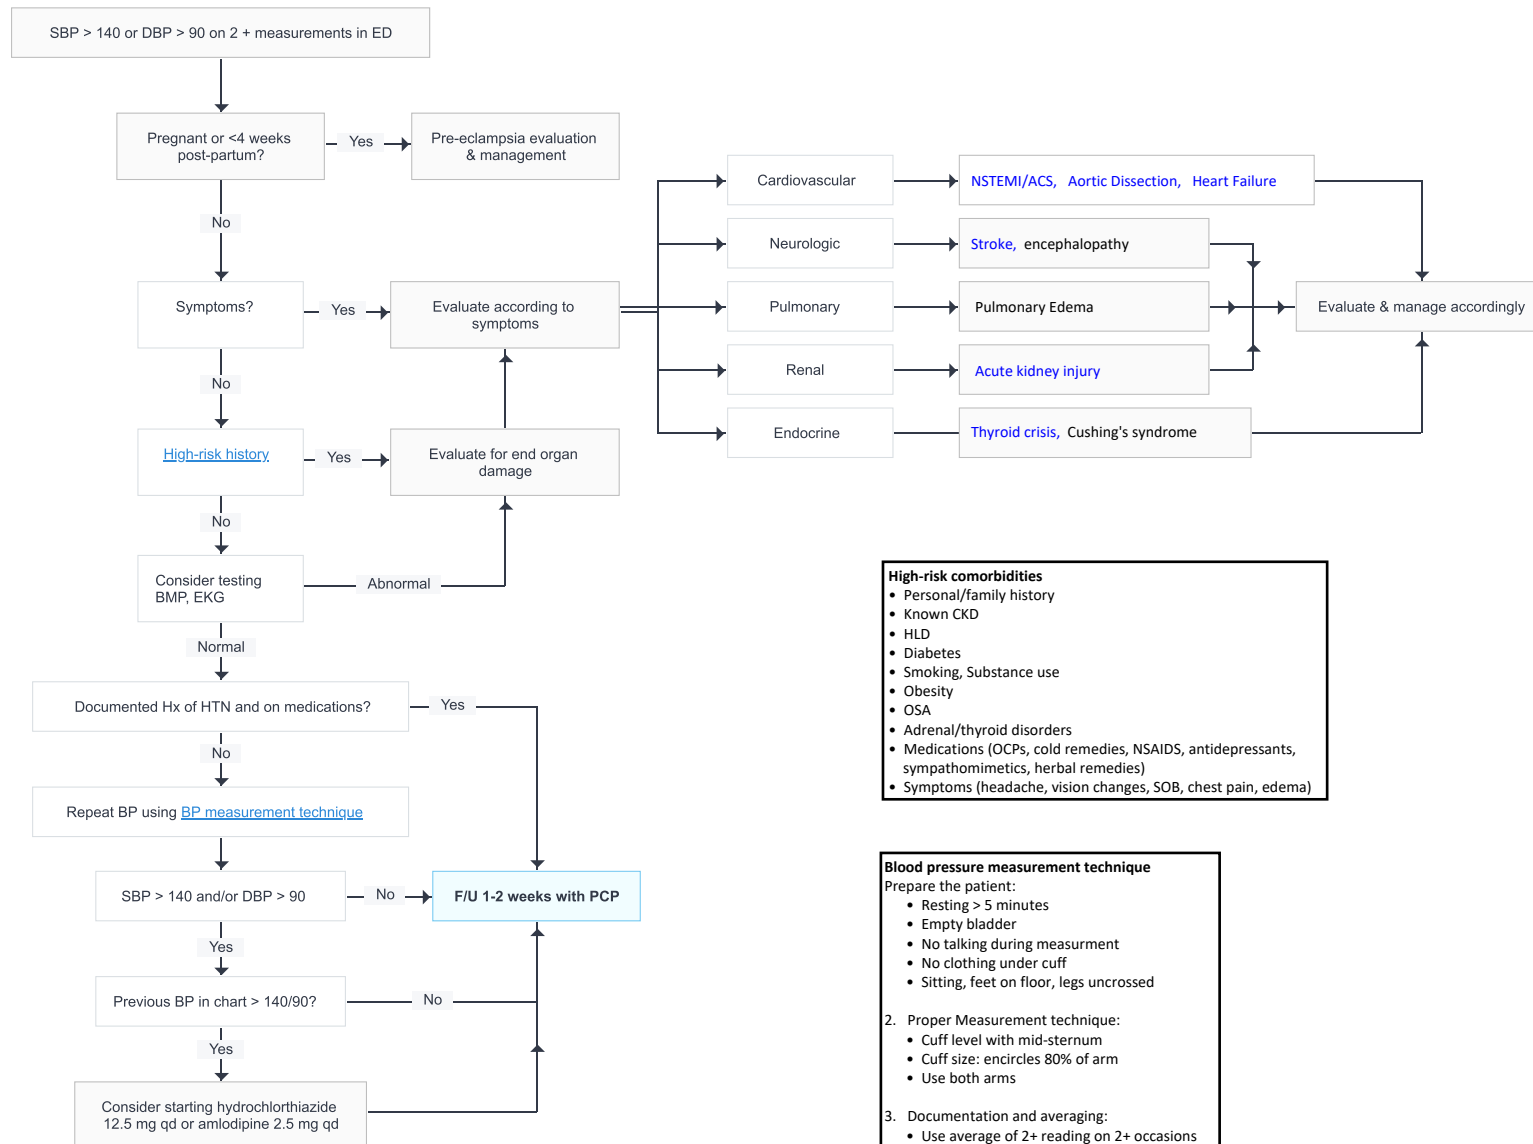 SBP > 140 or DBP > 90 on 2 + measurements in ED
Pregnant or <4 weeks
post-partum?
Yes
Pre-eclampsia evaluation
& management
No
Symptoms?
Yes
Evaluate according to
symptoms
No
High-risk history
Yes
Evaluate for end organ
damage
No
Consider testing
BMP, EKG
Abnormal
Normal
Documented Hx of HTN and on medications?
Yes
No
Repeat BP using BP measurement technique
SBP > 140 and/or DBP > 90
No
F/U 1-2 weeks with PCP
Yes
Previous BP in chart > 140/90?
No
Yes
Consider starting hydrochlorthiazide
12.5 mg qd or amlodipine 2.5 mg qd
Cardiovascular
NSTEMI/ACS, Aortic Dissection, Heart Failure
Neurologic
Stroke, encephalopathy
Pulmonary
Pulmonary Edema
Evaluate & manage accordingly
Renal
Acute kidney injury
Endocrine
Thyroid crisis, Cushing's syndrome
High-risk comorbidities
• Personal/family history
• Known CKD
• HLD
• Diabetes
• Smoking, Substance use
• Obesity
• OSA
• Adrenal/thyroid disorders
• Medications (OCPs, cold remedies, NSAIDS, antidepressants,
sympathomimetics, herbal remedies)
• Symptoms (headache, vision changes, SOB, chest pain, edema)
Blood pressure measurement technique
Prepare the patient:
• Resting > 5 minutes
• Empty bladder
• No talking during measurment
• No clothing under cuff
• Sitting, feet on floor, legs uncrossed
2. Proper Measurement technique:
• Cuff level with mid-sternum
• Cuff size: encircles 80% of arm
• Use both arms
3. Documentation and averaging:
• Use average of 2+ reading on 2+ occasions